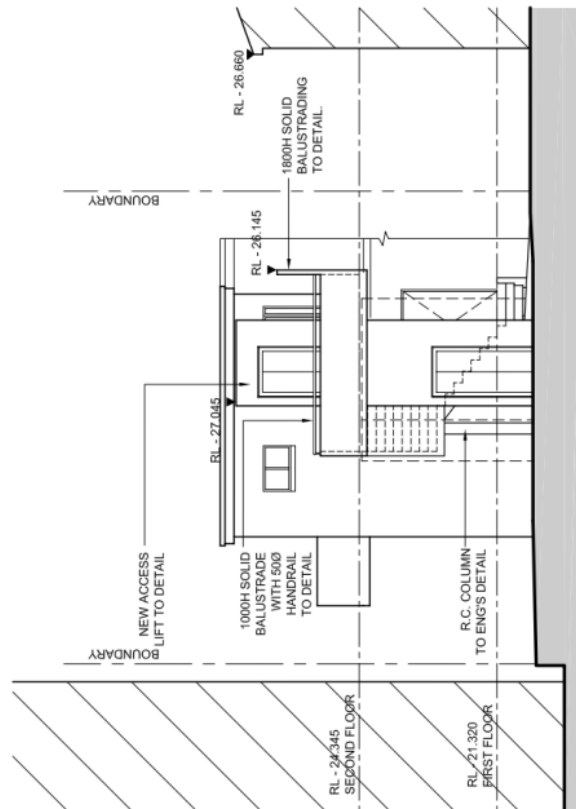 NEW ACCESS
LIFT TO DETAIL
RL - 27.045
RL - 26.145
RL - 26.660
1800H SOLID
BALUSTRADING
TO DETAIL.
BOUNDARY
BOUNDARY
1000H SOLID
BALUSTRADE
WITH 50Ø
HANDRAIL
TO DETAIL
RL - 24.345
SECOND FLOOR
R.C. COLUMN
TO ENG'S DETAIL
RL - 21.320
FIRST FLOOR